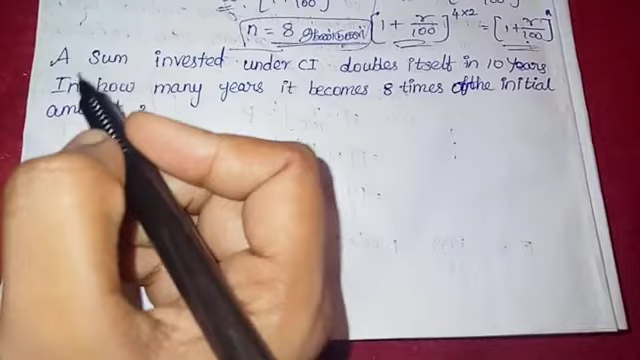 n = 8 ஆண்டுகள் [1 + r/100]^4×2 = [1 + r/100]^n
A Sum invested under CI doubles itself in 10 years
In how many years it becomes 8 times of the initial